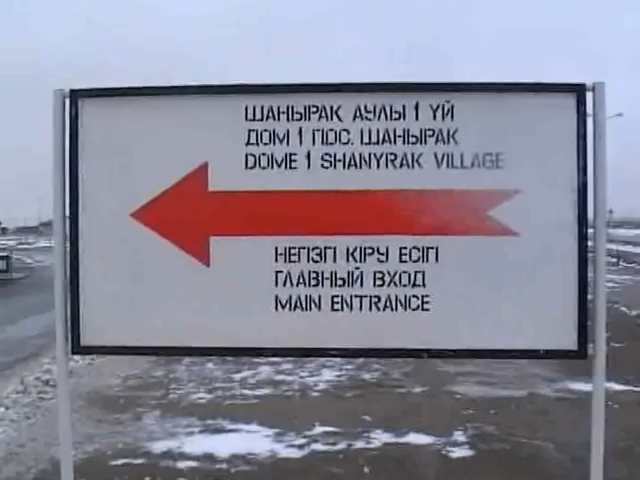 ШАНЫРАК АУЛЫ 1 ҮЙ
ДОМ 1 ПОС. ШАНЫРАК
DOME 1 SHANYRAK VILLAGE
НЕГІЗГІ КІРУ ЕСІГІ
ГЛАВНЫЙ ВХОД
MAIN ENTRANCE